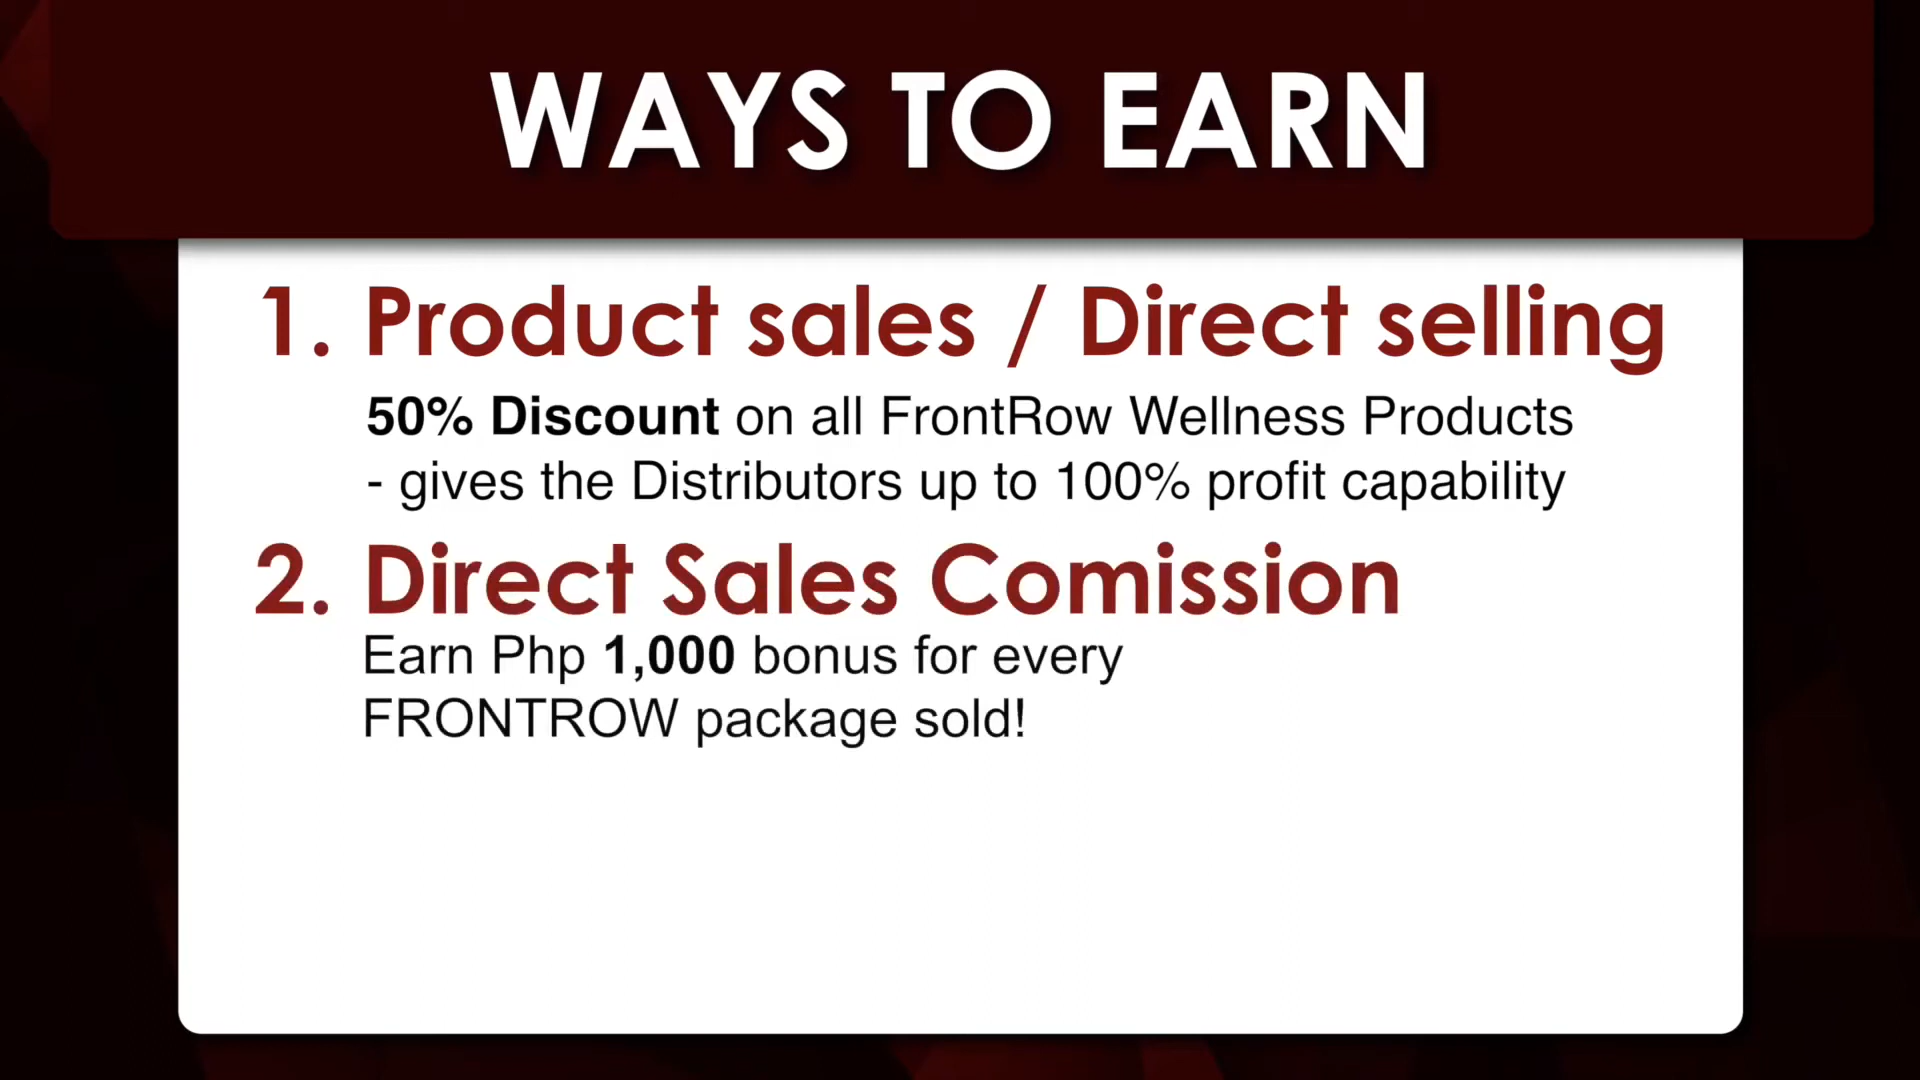 WAYS TO EARN
1. Product sales / Direct selling
50% Discount on all FrontRow Wellness Products
- gives the Distributors up to 100% profit capability
2. Direct Sales Comission
Earn Php 1,000 bonus for every
FRONTROW package sold!